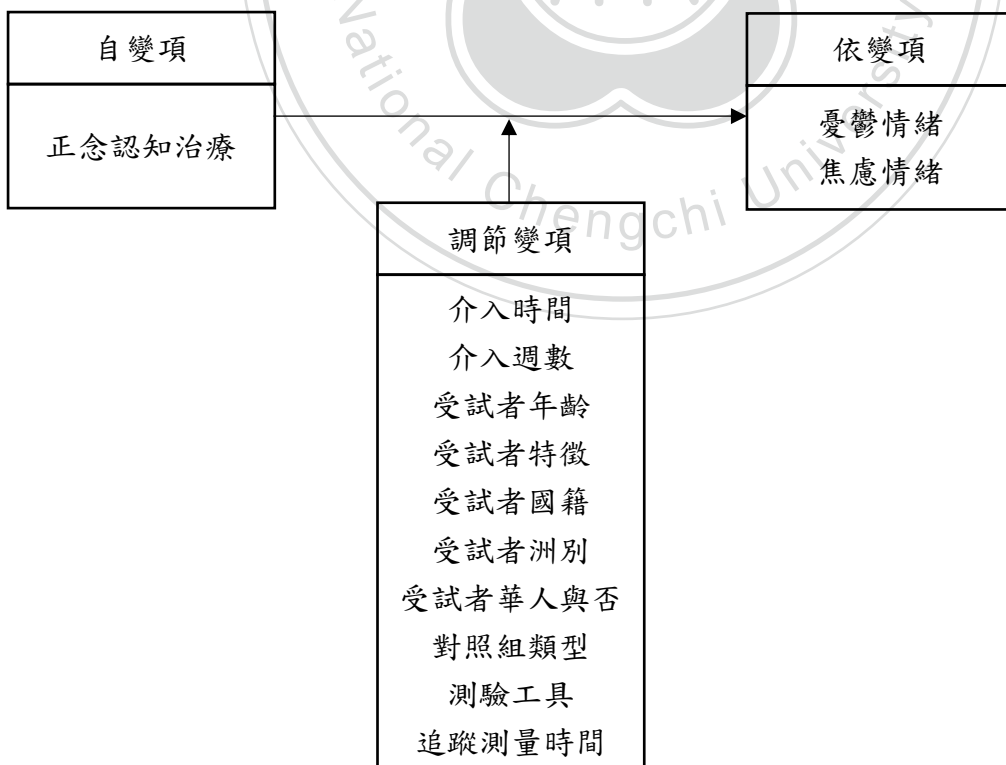 自變項
正念認知治療
依變項
憂鬱情緒
焦慮情緒
調節變項
介入時間
介入週數
受試者年齡
受試者特徵
受試者國籍
受試者洲別
受試者華人與否
對照組類型
測驗工具
追蹤測量時間
National Chengchi University